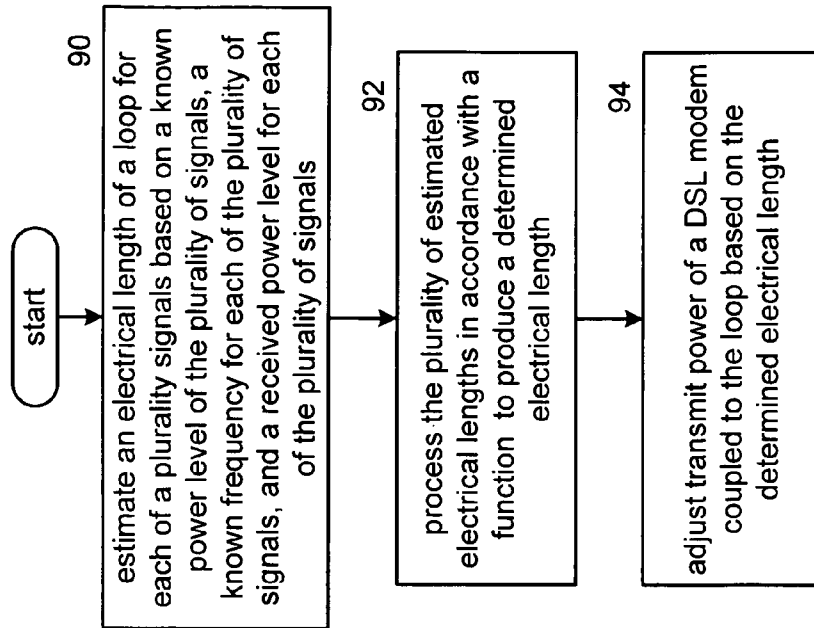 start
90
estimate an electrical length of a loop for
each of a plurality signals based on a known
power level of the plurality of signals, a
known frequency for each of the plurality of
signals, and a received power level for each
of the plurality of signals
92
process the plurality of estimated
electrical lengths in accordance with a
function to produce a determined
electrical length
94
adjust transmit power of a DSL modem
coupled to the loop based on the
determined electrical length